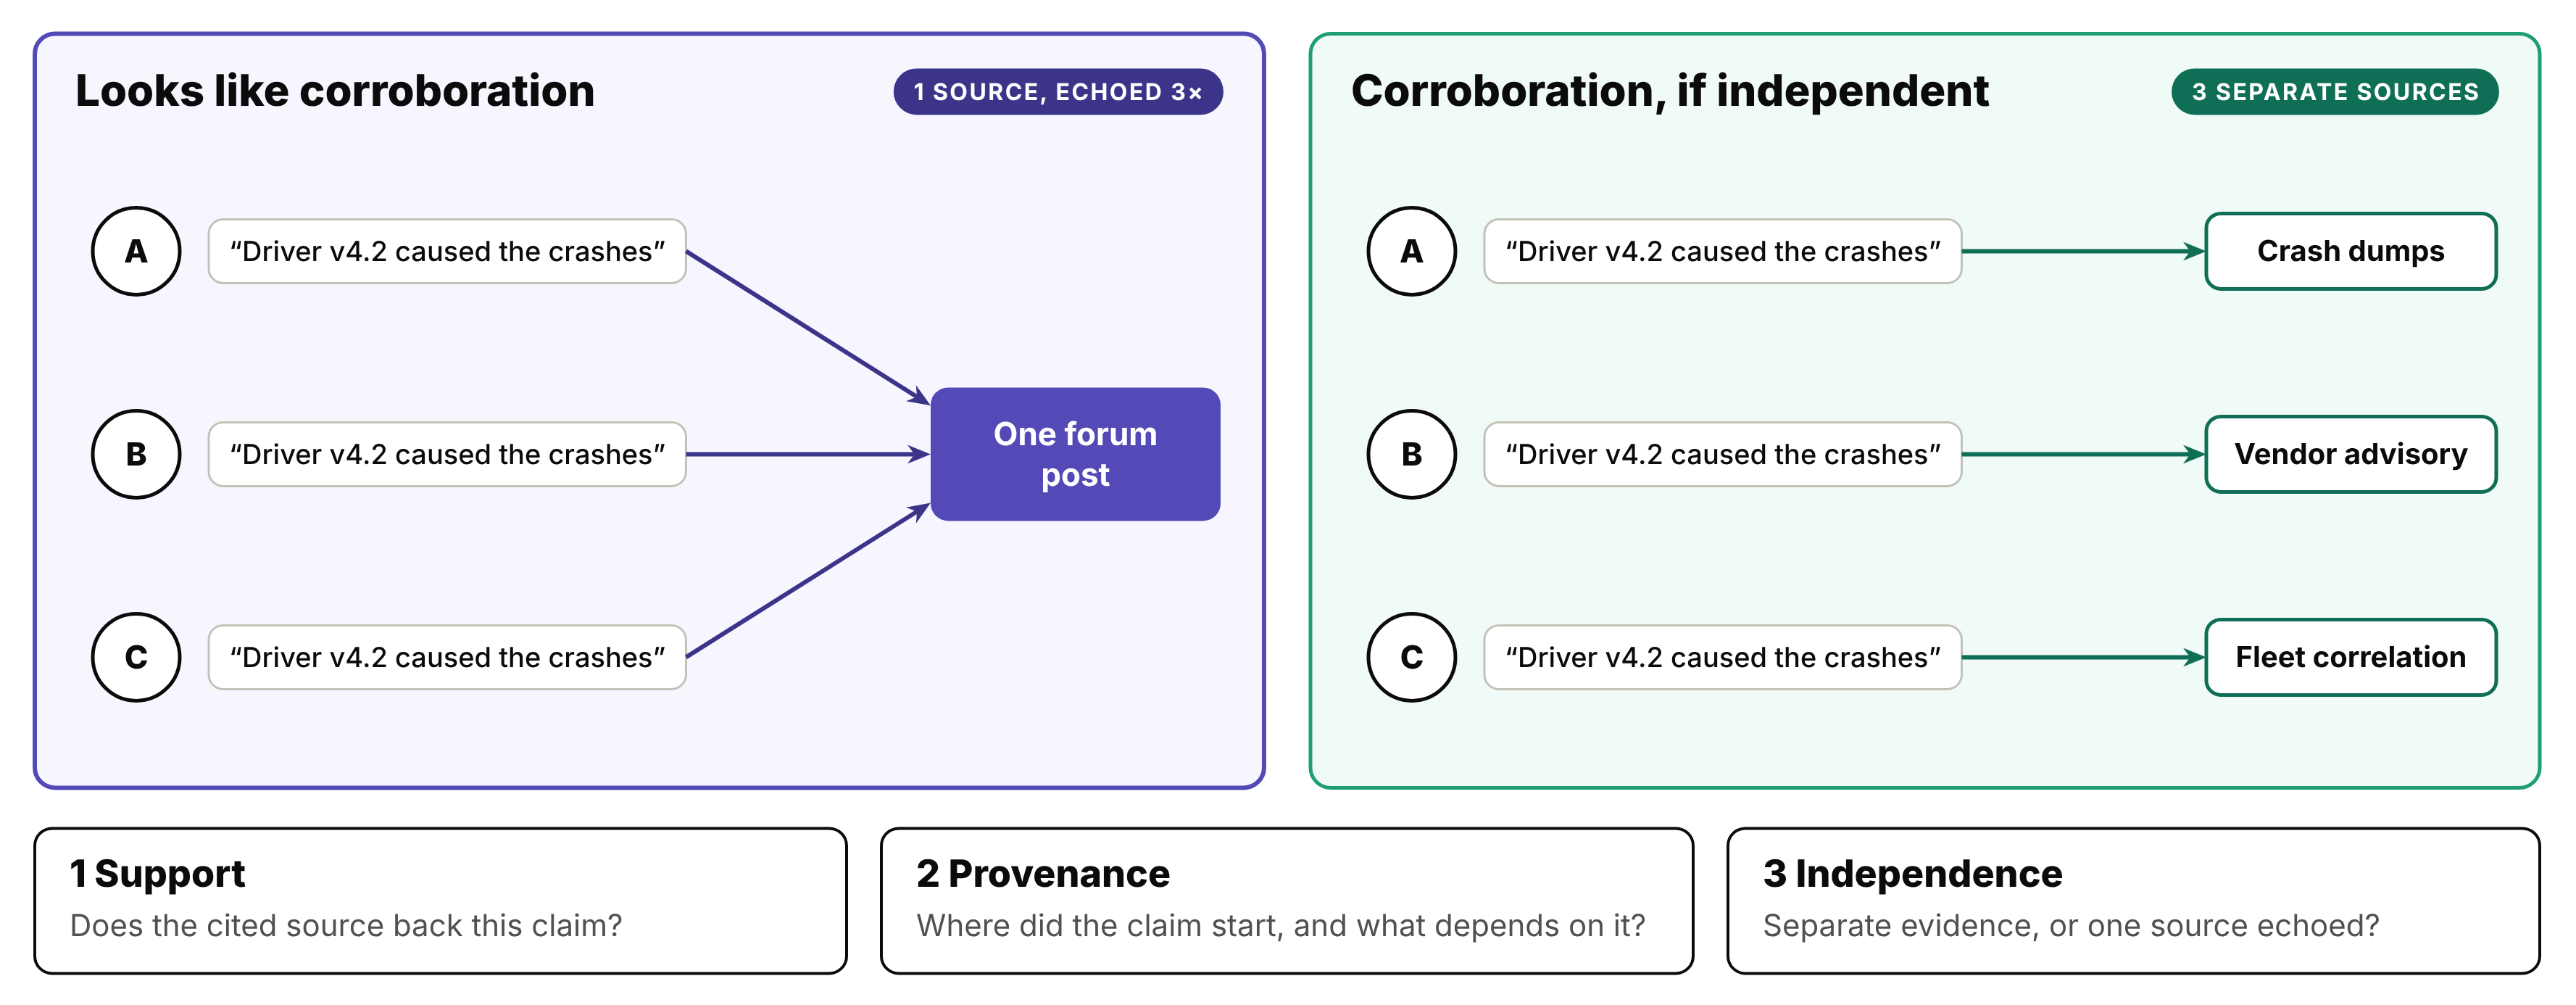 Looks like corroboration
1 SOURCE, ECHOED 3×
A
“Driver v4.2 caused the crashes”
B
“Driver v4.2 caused the crashes”
C
“Driver v4.2 caused the crashes”
One forum
post
Corroboration, if independent
3 SEPARATE SOURCES
A
“Driver v4.2 caused the crashes”
Crash dumps
B
“Driver v4.2 caused the crashes”
Vendor advisory
C
“Driver v4.2 caused the crashes”
Fleet correlation
1 Support
Does the cited source back this claim?
2 Provenance
Where did the claim start, and what depends on it?
3 Independence
Separate evidence, or one source echoed?